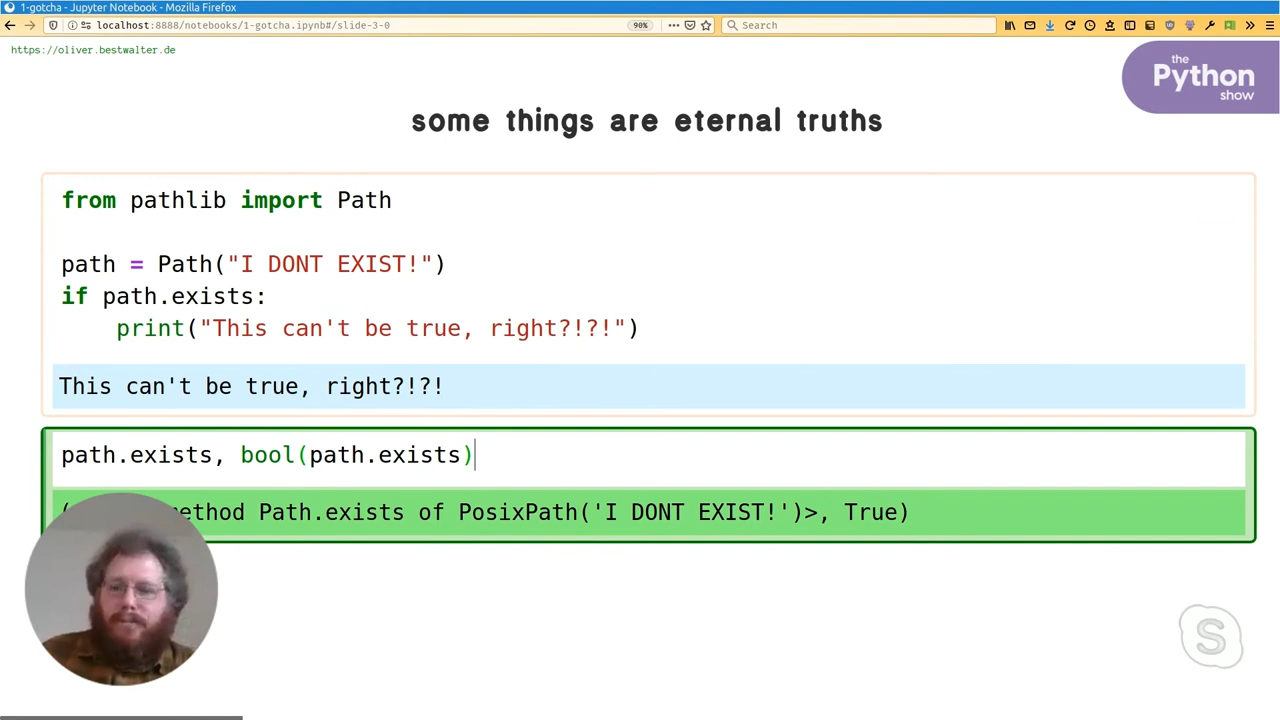 1-gotcha - Jupyter Notebook - Mozilla Firefox
localhost:8888/notebooks/1-gotcha.ipynb#/slide-3-0
90%
Search
https://oliver.bestwalter.de
the
Python
show
some things are eternal truths
from pathlib import Path
path = Path("I DONT EXIST!")
if path.exists:
print("This can't be true, right?!?!")
This can't be true, right?!?!
path.exists, bool(path.exists)
method Path.exists of PosixPath('I DONT EXIST!')>, True)
S